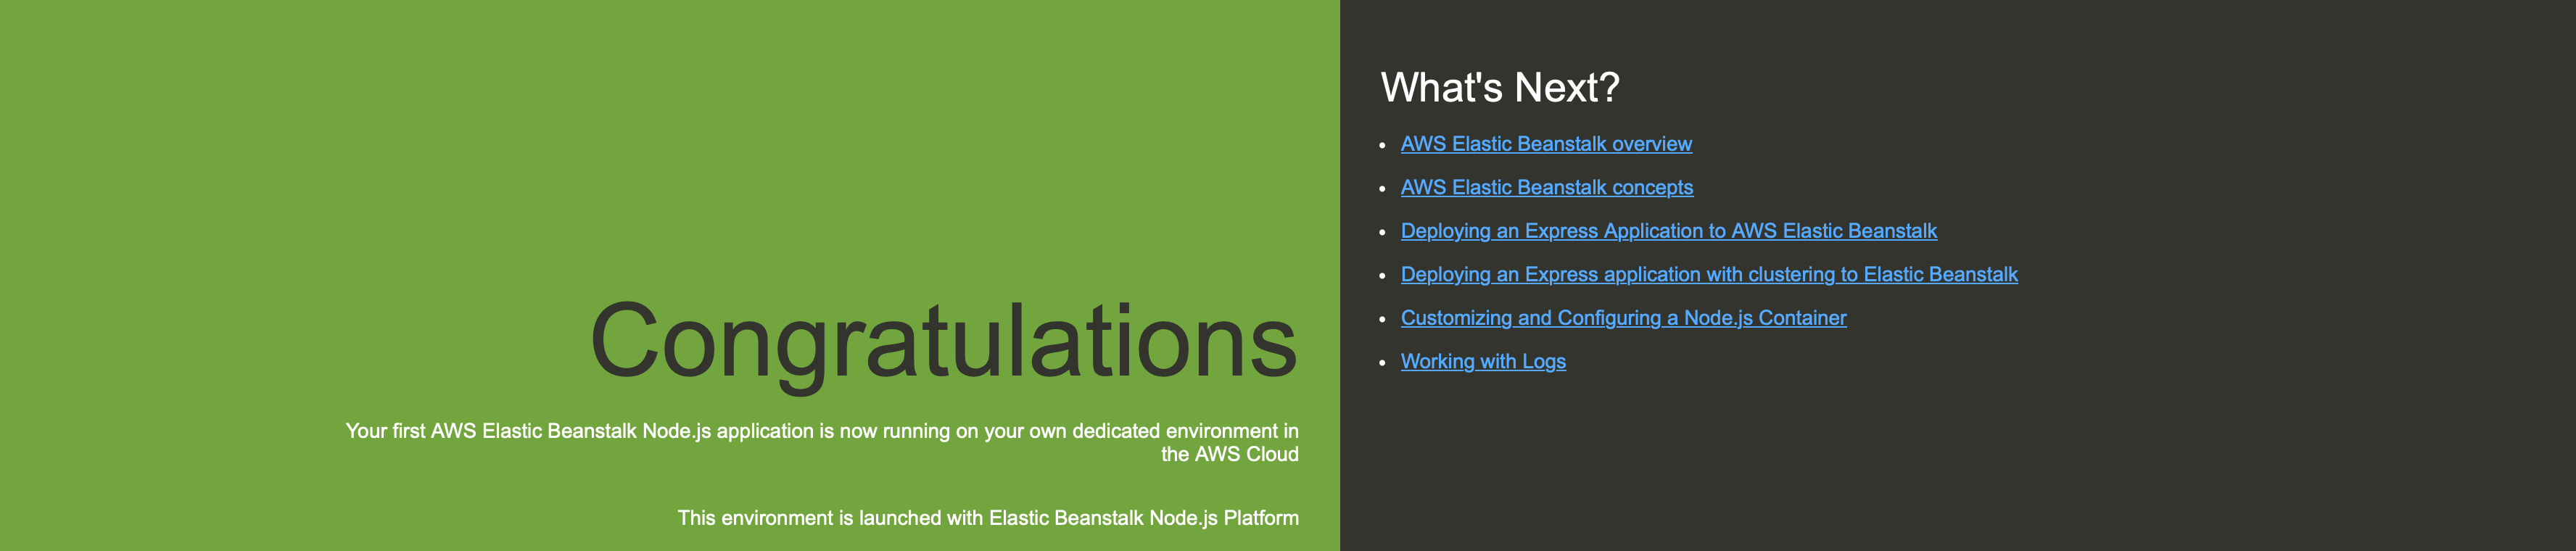 Congratulations
Your first AWS Elastic Beanstalk Node.js application is now running on your own dedicated environment in
the AWS Cloud
This environment is launched with Elastic Beanstalk Node.js Platform
What's Next?
AWS Elastic Beanstalk overview
AWS Elastic Beanstalk concepts
Deploying an Express Application to AWS Elastic Beanstalk
Deploying an Express application with clustering to Elastic Beanstalk
Customizing and Configuring a Node.js Container
Working with Logs